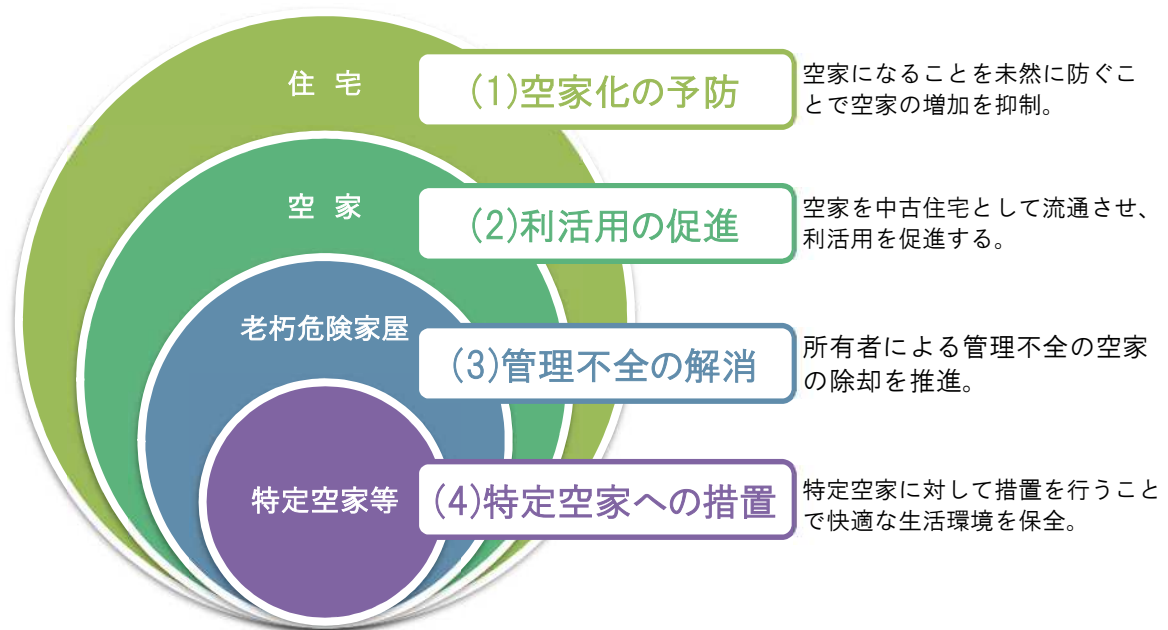 住 宅
(1)空家化の予防
空家になることを未然に防ぐこ
とで空家の増加を抑制。
空 家
(2)利活用の促進
空家を中古住宅として流通させ、
利活用を促進する。
老朽危険家屋
(3)管理不全の解消
所有者による管理不全の空家
の除却を推進。
特定空家等
(4)特定空家への措置
特定空家に対して措置を行うこと
で快適な生活環境を保全。